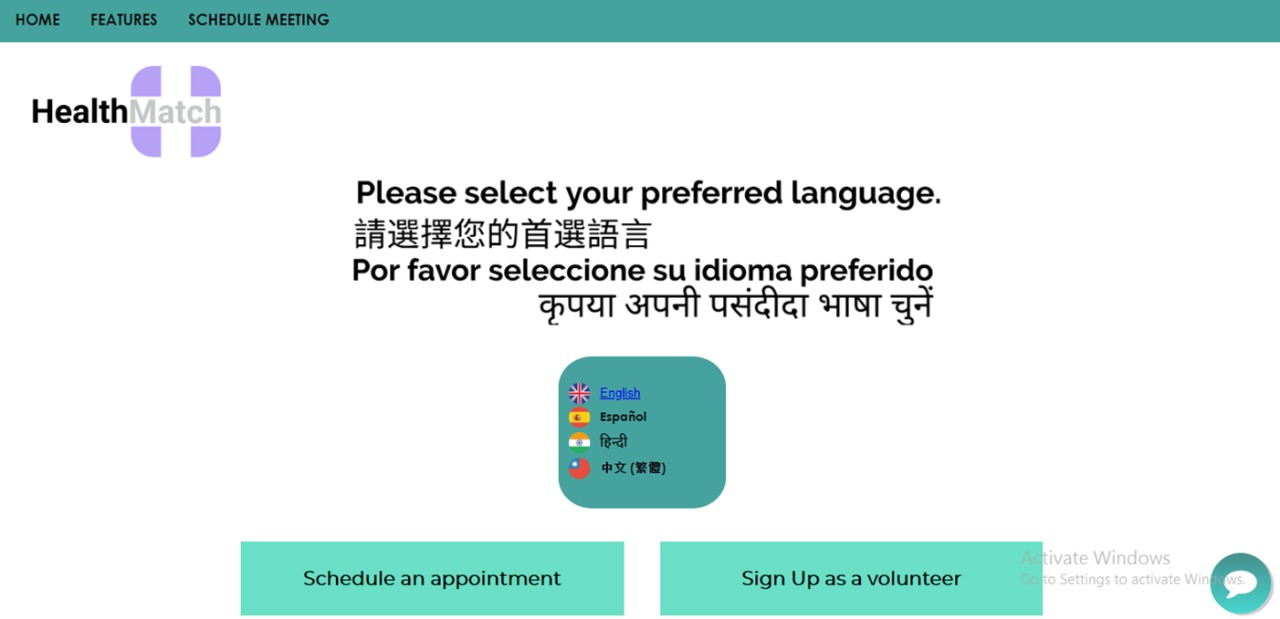 HOME FEATURES SCHEDULE MEETING
HealthMatch
Please select your preferred language.
請選擇您的首選語言
Por favor seleccione su idioma preferido
कृपया अपनी पसंदीदा भाषा चुनें
English
Español
हिन्दी
中文 (繁體)
Schedule an appointment
Sign Up as a volunteer
Activate Windows
Go to Settings to activate Windows.